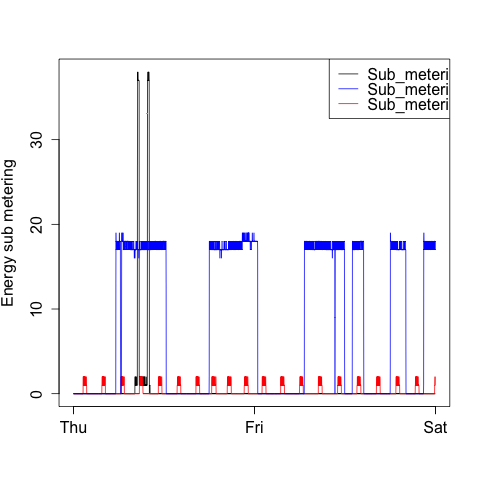 Sub_meteri
Sub_meteri
Sub_meteri
Energy sub metering
30
20
10
0
Thu Fri Sat